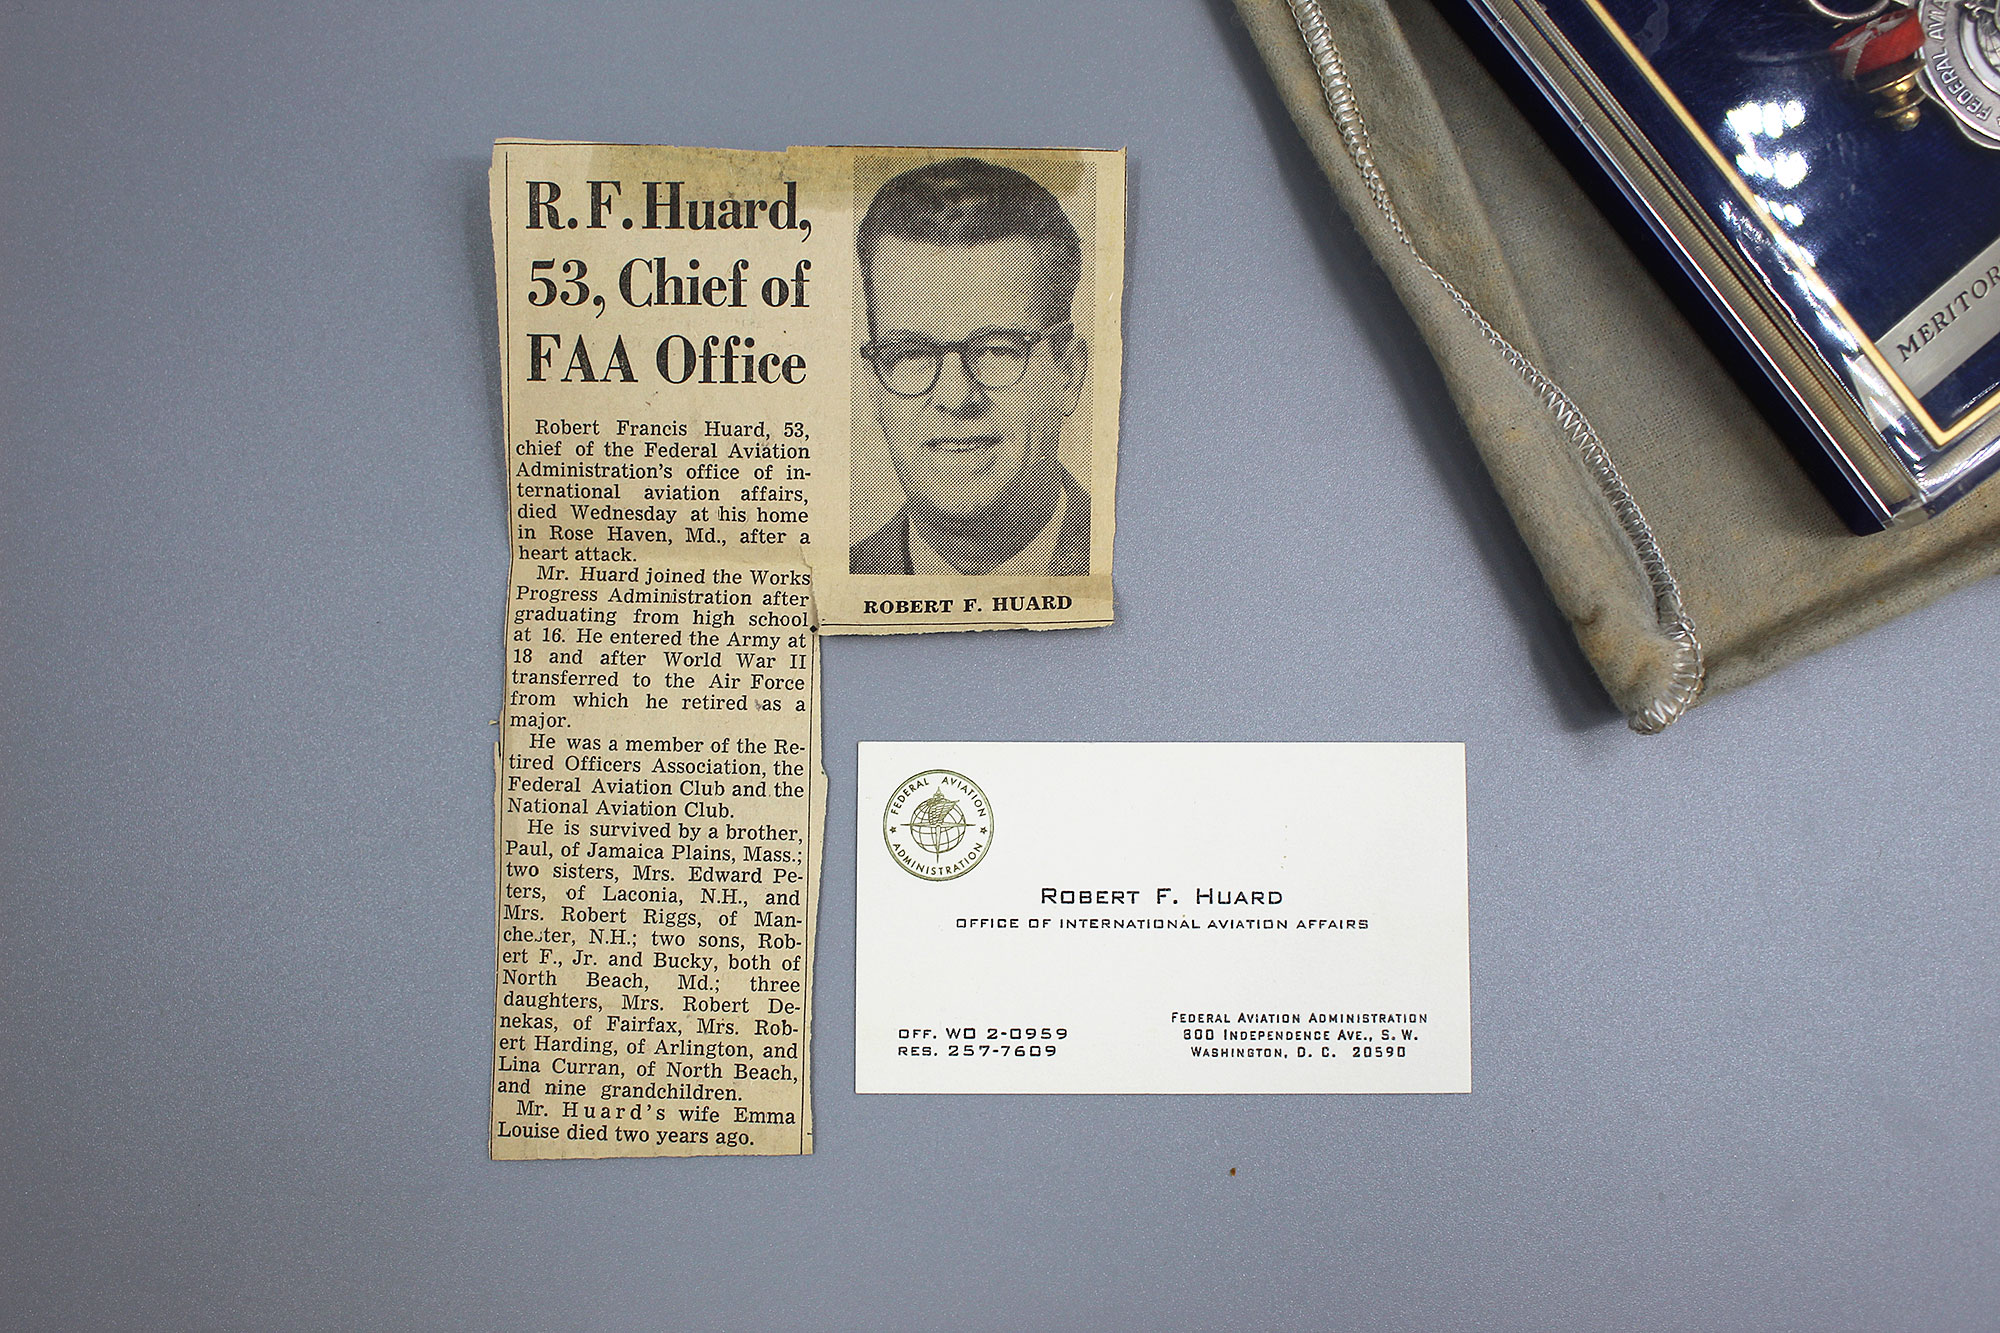 R. F. Huard,
53, Chief of
FAA Office
Robert Francis Huard, 53,
chief of the Federal Aviation
Administration's office of in-
ternational aviation affairs,
died Wednesday at his home
in Rose Haven, Md., after a
heart attack.
Mr. Huard joined the Works
Progress Administration after
graduating from high school
at 16. He entered the Army at
18 and after World War II
transferred to the Air Force
from which he retired as a
major.
He was a member of the Re-
tired Officers Association, the
Federal Aviation Club and the
National Aviation Club.
He is survived by a brother,
Paul, of Jamaica Plains, Mass.;
two sisters, Mrs. Edward Pe-
ters, of Laconia, N.H., and
Mrs. Robert Riggs, of Man-
chester, N.H.; two sons, Rob-
ert F., Jr. and Bucky, both of
North Beach, Md.; three
daughters, Mrs. Robert De-
nekas, of Fairfax, Mrs. Rob-
ert Harding, of Arlington, and
Lina Curran, of North Beach,
and nine grandchildren.
Mr. Huard's wife Emma
Louise died two years ago.
ROBERT F. HUARD
FEDERAL AVIATION
ADMINISTRATION
ROBERT F. HUARD
OFFICE OF INTERNATIONAL AVIATION AFFAIRS
OFF. WO 2-0959
RES. 257-7609
FEDERAL AVIATION ADMINISTRATION
800 INDEPENDENCE AVE., S. W.
WASHINGTON, D. C. 20590
FEDERAL AVIA
MERITOR